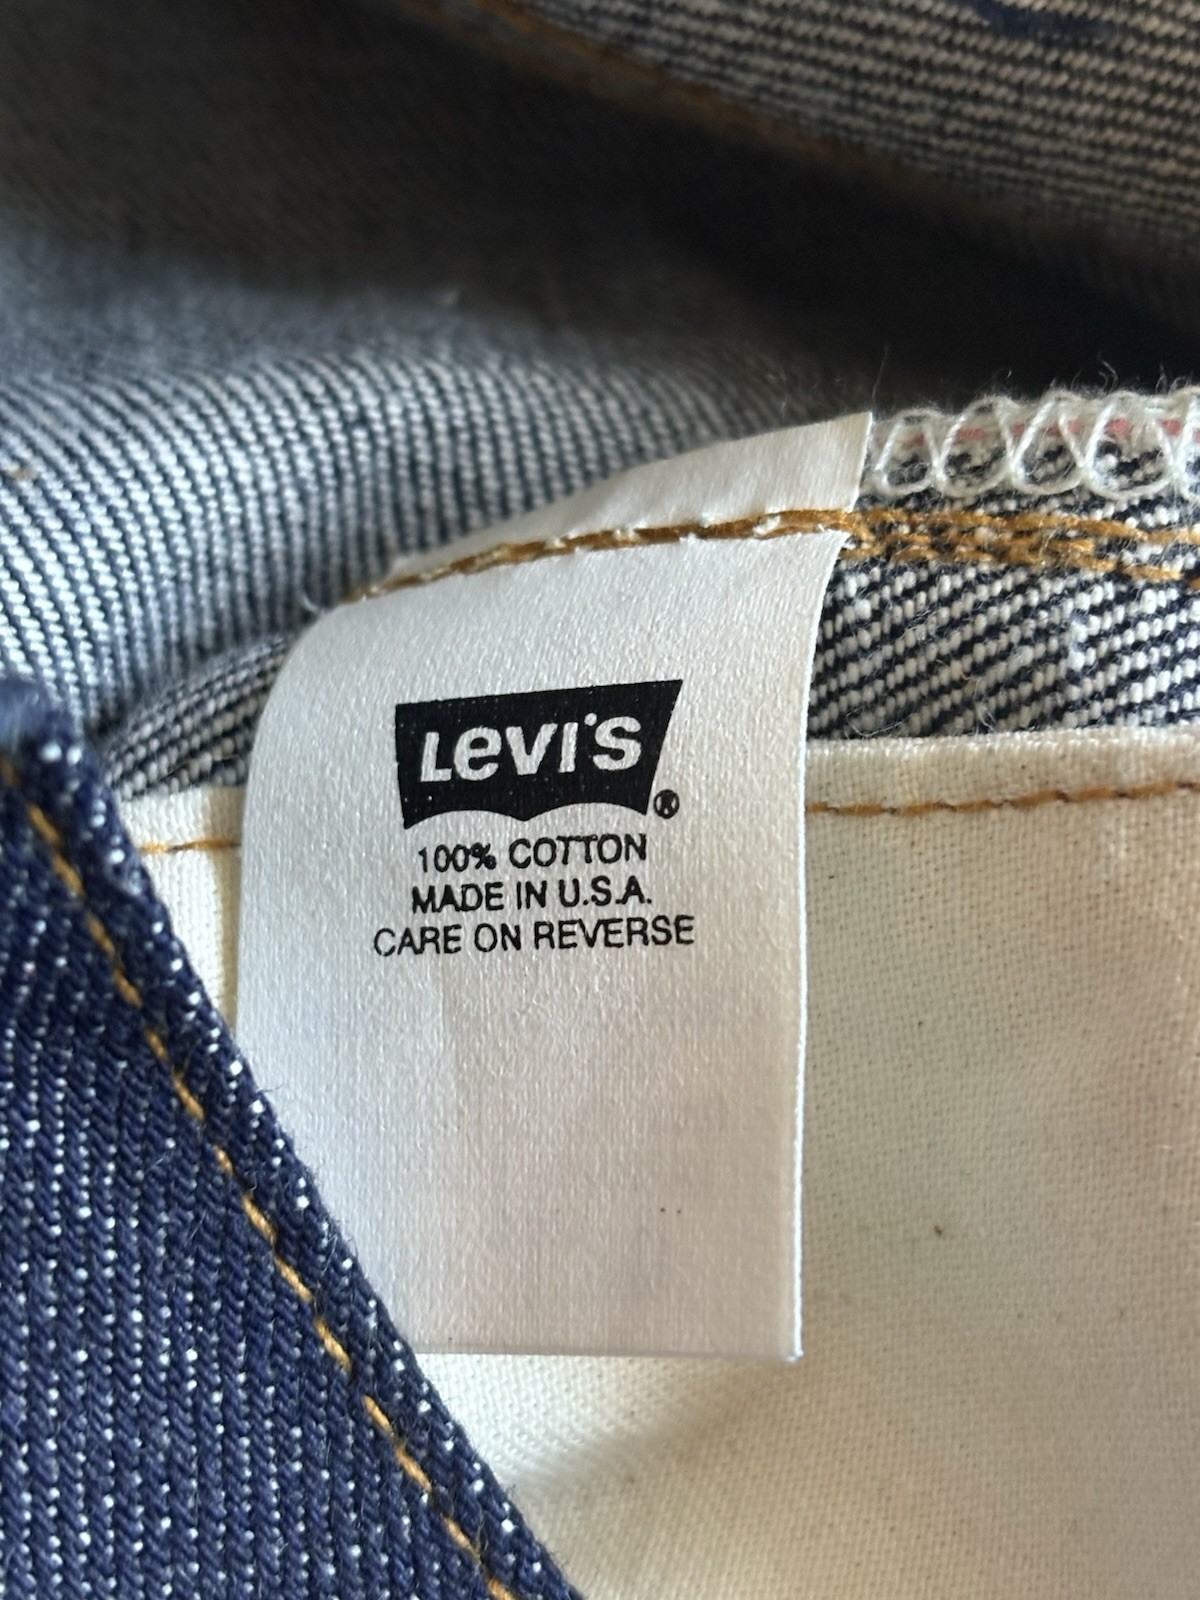 Levi's ®
100% COTTON
MADE IN U.S.A.
CARE ON REVERSE